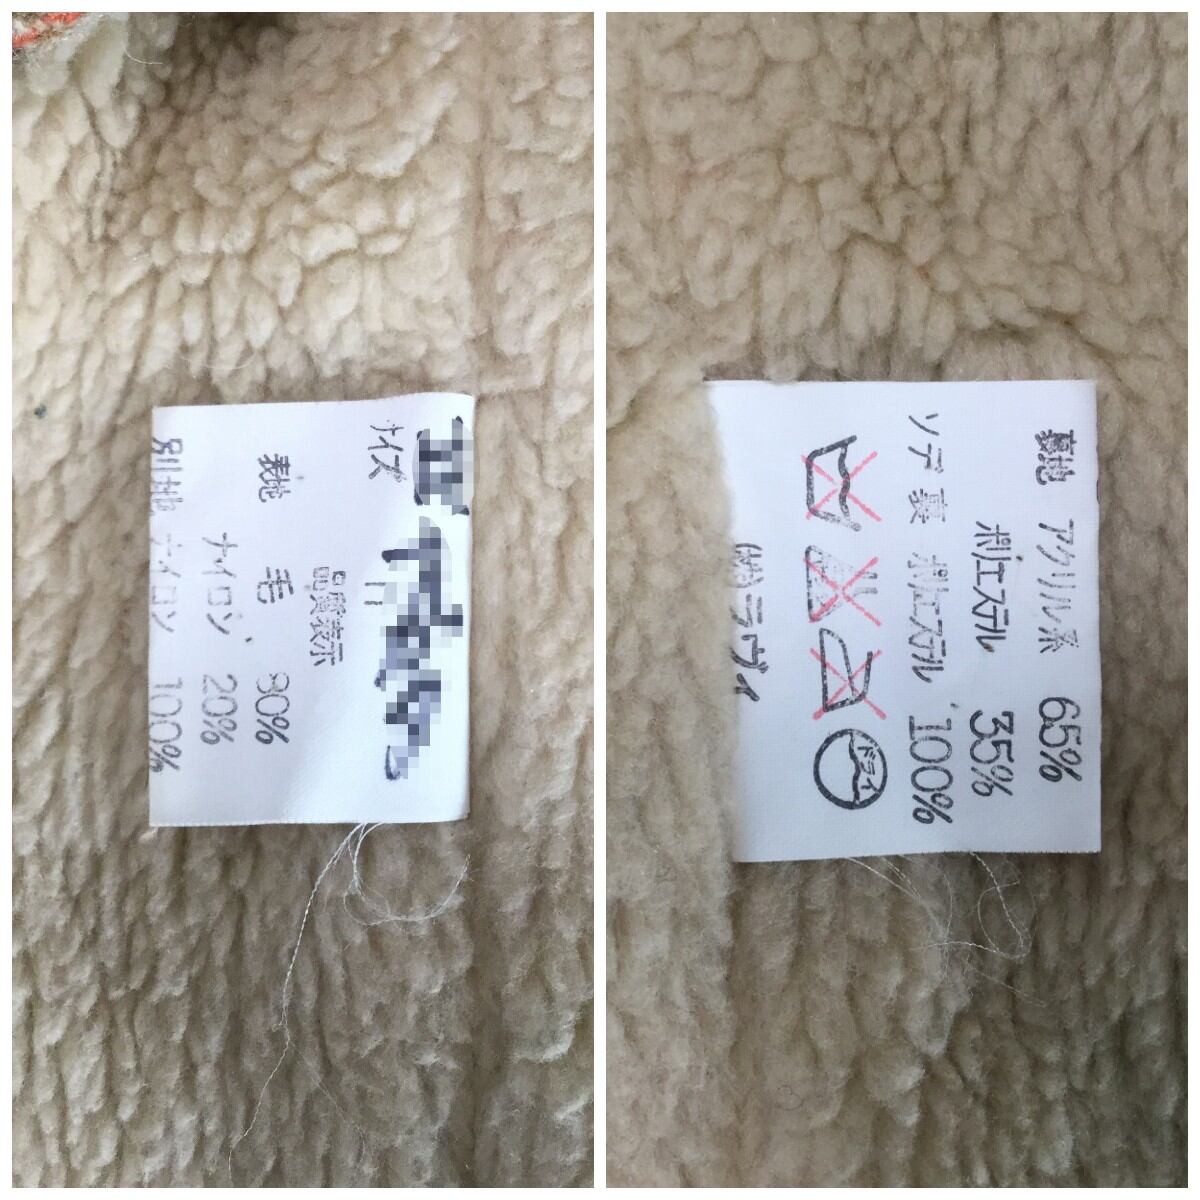 サイズ 11
品質表示
表地 毛 80%
ナイロン 20%
別地 ナイロン 100%
裏地 アクリル系 65%
ポリエステル 35%
ソデ裏 ポリエステル 100%
ドライ
(株)ラヴィ